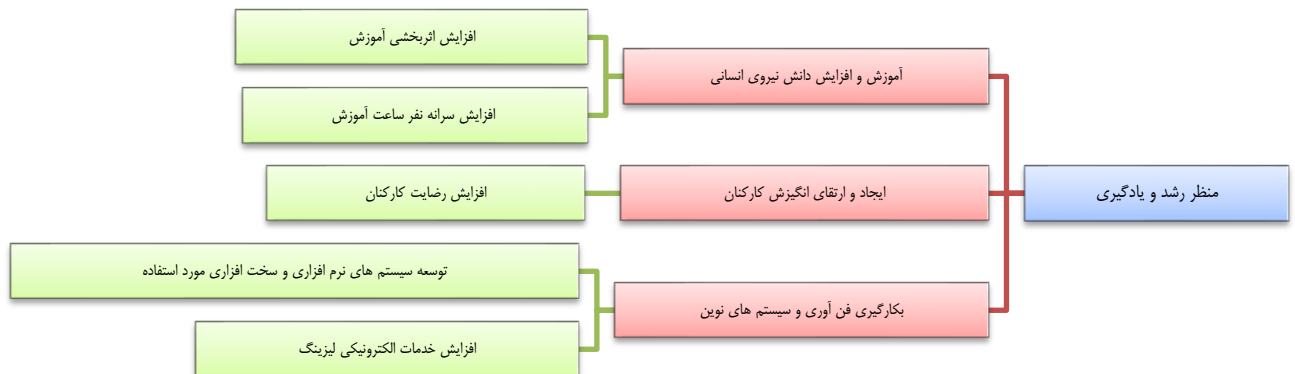 منظر رشد و یادگیری
آموزش و افزایش دانش نیروی انسانی
افزایش اثربخشی آموزش
افزایش سرانه نفر ساعت آموزش
ایجاد و ارتقای انگیزش کارکنان
افزایش رضایت کارکنان
بکارگیری فن آوری و سیستم های نوین
توسعه سیستم های نرم افزاری و سخت افزاری مورد استفاده
افزایش خدمات الکترونیکی لیزینگ